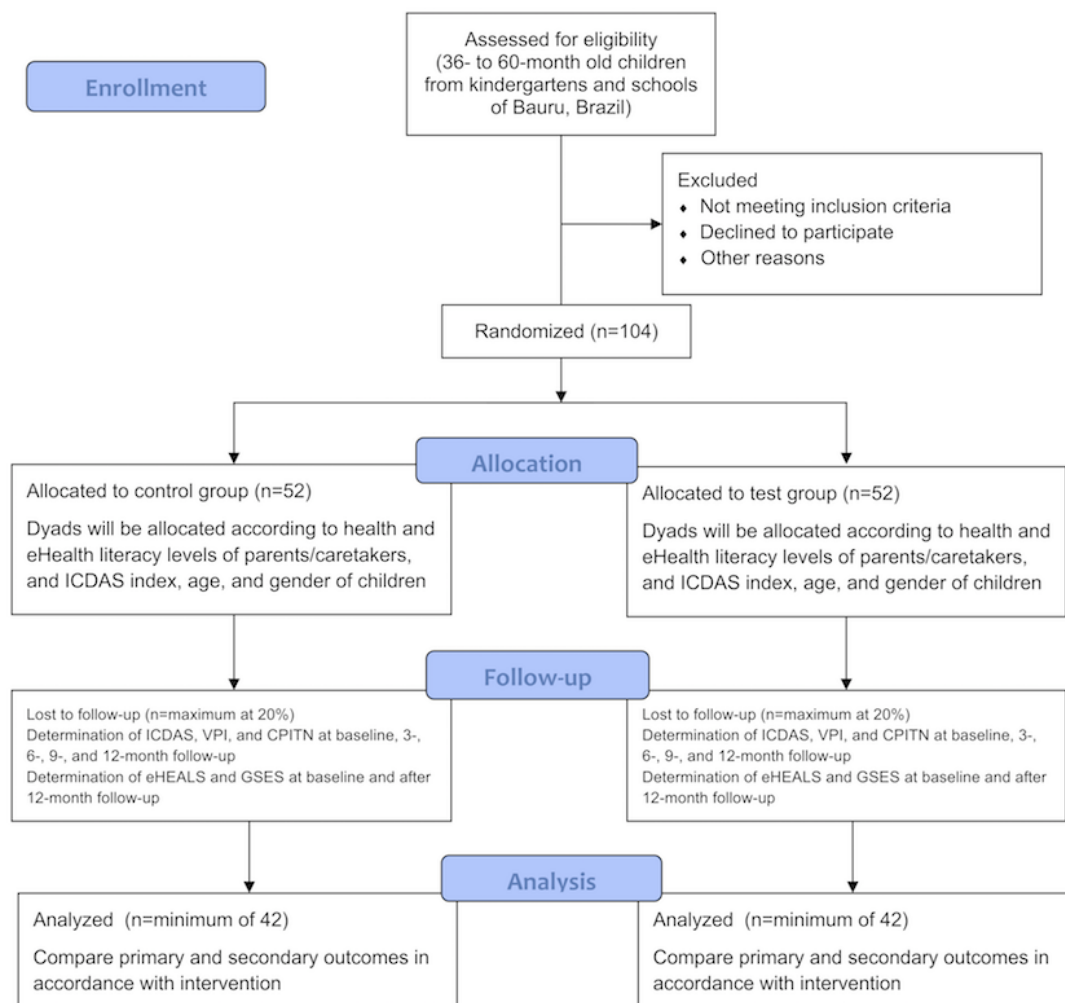 Enrollment
Assessed for eligibility
(36- to 60-month old children
from kindergartens and schools
of Bauru, Brazil)
Excluded
♦ Not meeting inclusion criteria
♦ Declined to participate
♦ Other reasons
Randomized (n=104)
Allocation
Allocated to control group (n=52)
Dyads will be allocated according to health and
eHealth literacy levels of parents/caretakers,
and ICDAS index, age, and gender of children
Allocated to test group (n=52)
Dyads will be allocated according to health and
eHealth literacy levels of parents/caretakers,
and ICDAS index, age, and gender of children
Follow-up
Lost to follow-up (n=maximum at 20%)
Determination of ICDAS, VPI, and CPITN at baseline, 3-,
6-, 9-, and 12-month follow-up
Determination of eHEALS and GSES at baseline and after
12-month follow-up
Lost to follow-up (n=maximum at 20%)
Determination of ICDAS, VPI, and CPITN at baseline, 3-,
6-, 9-, and 12-month follow-up
Determination of eHEALS and GSES at baseline and after
12-month follow-up
Analysis
Analyzed (n=minimum of 42)
Compare primary and secondary outcomes in
accordance with intervention
Analyzed (n=minimum of 42)
Compare primary and secondary outcomes in
accordance with intervention